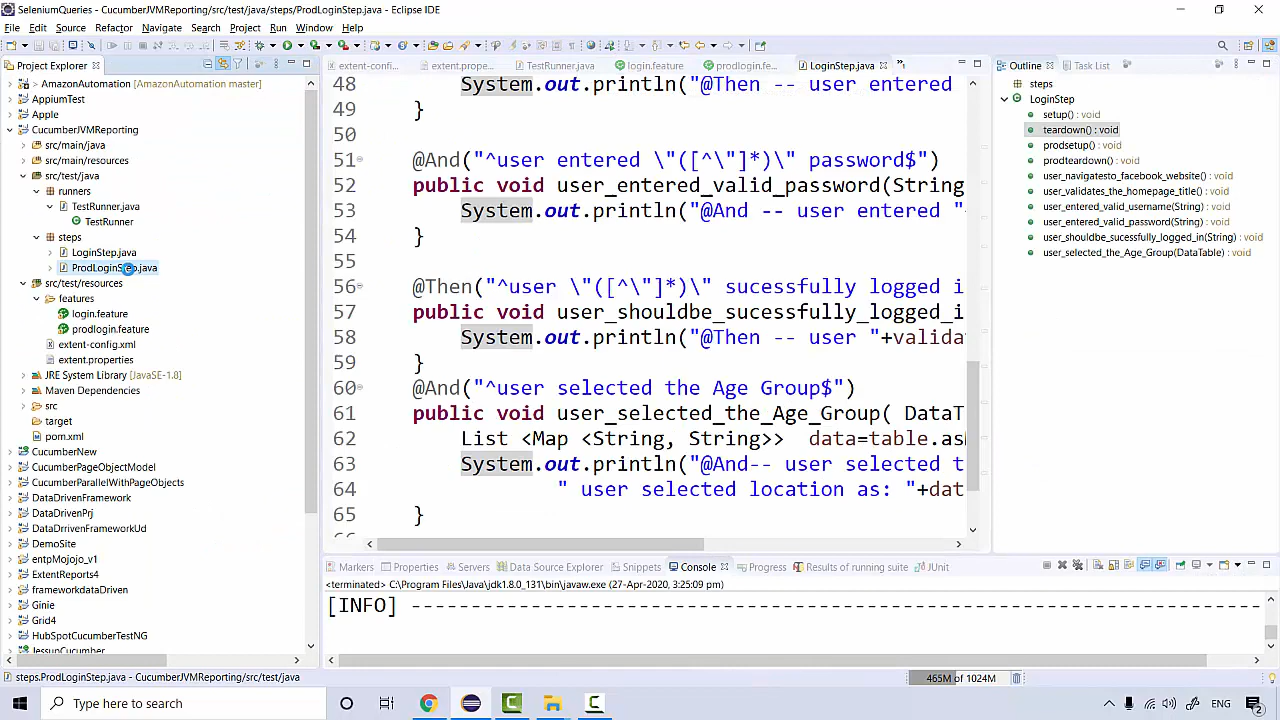 SeleniumQueries - CucumberJVMReporting/src/test/java/steps/ProdLoginStep.java - Eclipse IDE
File Edit Source Refactor Navigate Search Project Run Window Help
Project Explorer
AmazonAutomation [AmazonAutomation master]
AppiumTest
Apple
CucumberJVMReporting
src/main/java
src/main/resources
src/test/java
runners
TestRunner.java
TestRunner
steps
LoginStep.java
ProdLoginStep.java
src/test/resources
features
login.feature
prodlogin.feature
extent-config.xml
extent.properties
JRE System Library [JavaSE-1.8]
Maven Dependencies
src
target
pom.xml
CucumberNew
CucumberPageObjectModel
CucumberParallelWithPageObjects
DataDrivenFramework
DataDrivenPrj
DataDrrivenFrameworkUd
DemoSite
entpMojojo_v1
ExtentReports4
frameworkdataDriven
Ginie
Grid4
HubSpotCucumberTestNG
JesseumCucumber
extent-confi... extent.prope... TestRunner.java login.feature prodlogin.fe... LoginStep.java
48 System.out.println("@Then -- user entered
49 }
50
51 @And("^user entered \"([^\"]*)\" password$")
52 public void user_entered_valid_password(String
53 System.out.println("@And -- user entered "
54 }
55
56 @Then("^user \"([^\"]*)\" sucessfully logged i
57 public void user_shouldbe_sucessfully_logged_i
58 System.out.println("@Then -- user "+valida
59 }
60 @And("^user selected the Age Group$")
61 public void user_selected_the_Age_Group( DataT
62 List <Map <String, String>> data=table.as
63 System.out.println("@And-- user selected t
64 " user selected location as: "+dat
65 }
Outline Task List
steps
LoginStep
setup() : void
teardown() : void
prodsetup() : void
prodteardown() : void
user_navigatesto_facebook_website() : void
user_validates_the_homepage_title() : void
user_entered_valid_username(String) : void
user_entered_valid_password(String) : void
user_shouldbe_sucessfully_logged_in(String) : void
user_selected_the_Age_Group(DataTable) : void
Markers Properties Servers Data Source Explorer Snippets Console Progress Results of running suite JUnit
<terminated> C:\Program Files\Java\jdk1.8.0_131\bin\javaw.exe (27-Apr-2020, 3:25:09 pm)
[INFO] ------------------------------------------------------------------------
steps.ProdLoginStep.java - CucumberJVMReporting/src/test/java
465M of 1024M
Type here to search
ENG
2